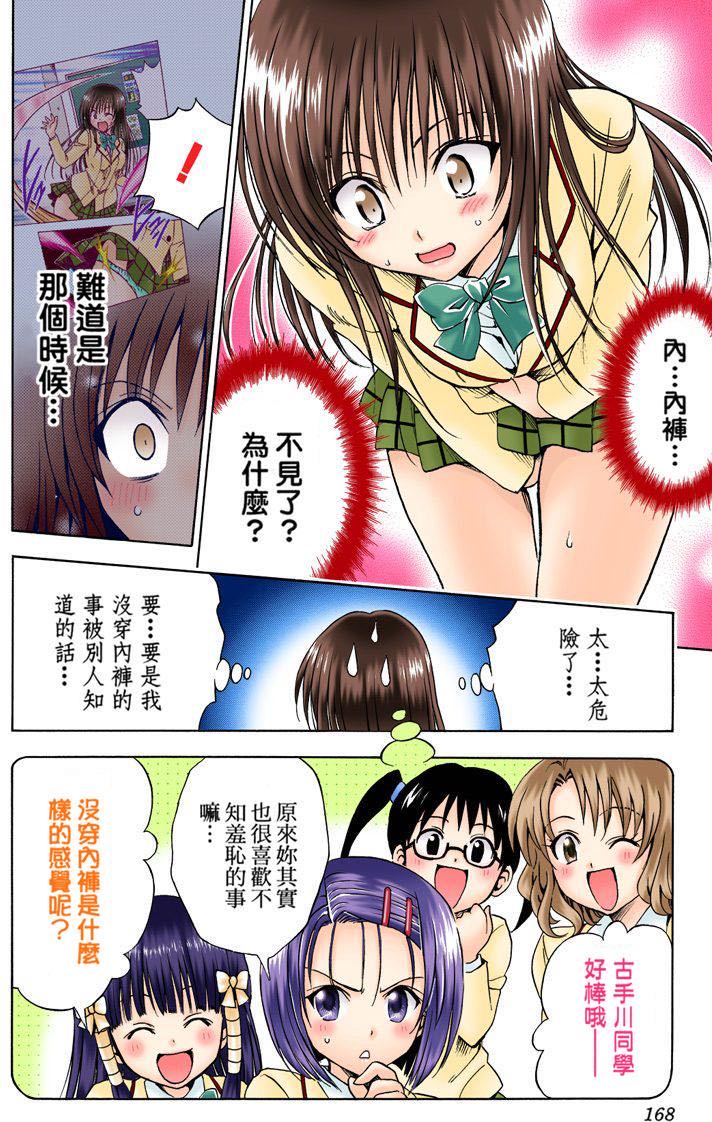 內…內褲…
不見了？
為什麼？
！
難道是
那個時候…
太…太危
險了…
要…要是我
沒穿內褲的
事被別人知
道的話…
古手川同學
好棒哦——
原來妳其實
也很喜歡不
知羞恥的事
嘛…
沒穿內褲是什麼
樣的感覺呢？
168